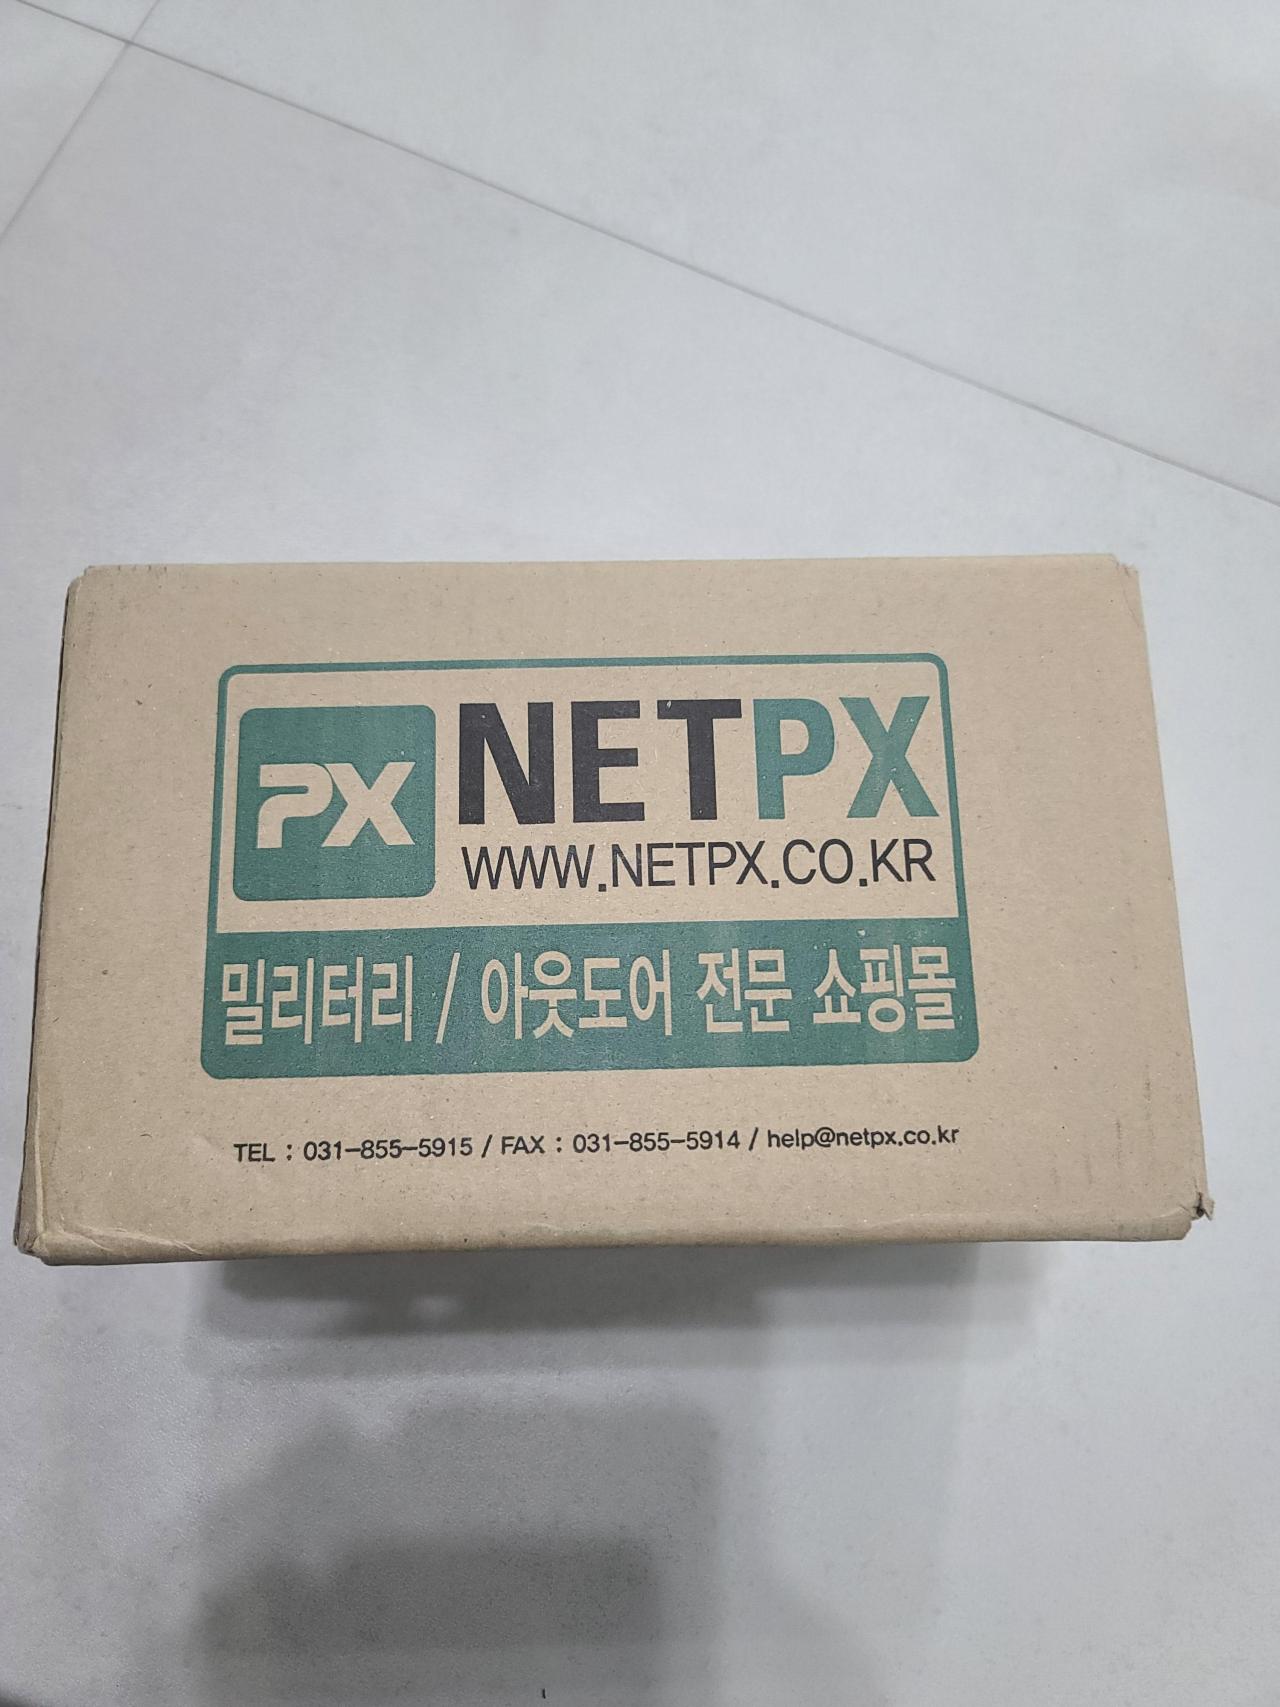 PX
NETPX
WWW.NETPX.CO.KR
밀리터리 / 아웃도어 전문 쇼핑몰
TEL : 031-855-5915 / FAX : 031-855-5914 / help@netpx.co.kr